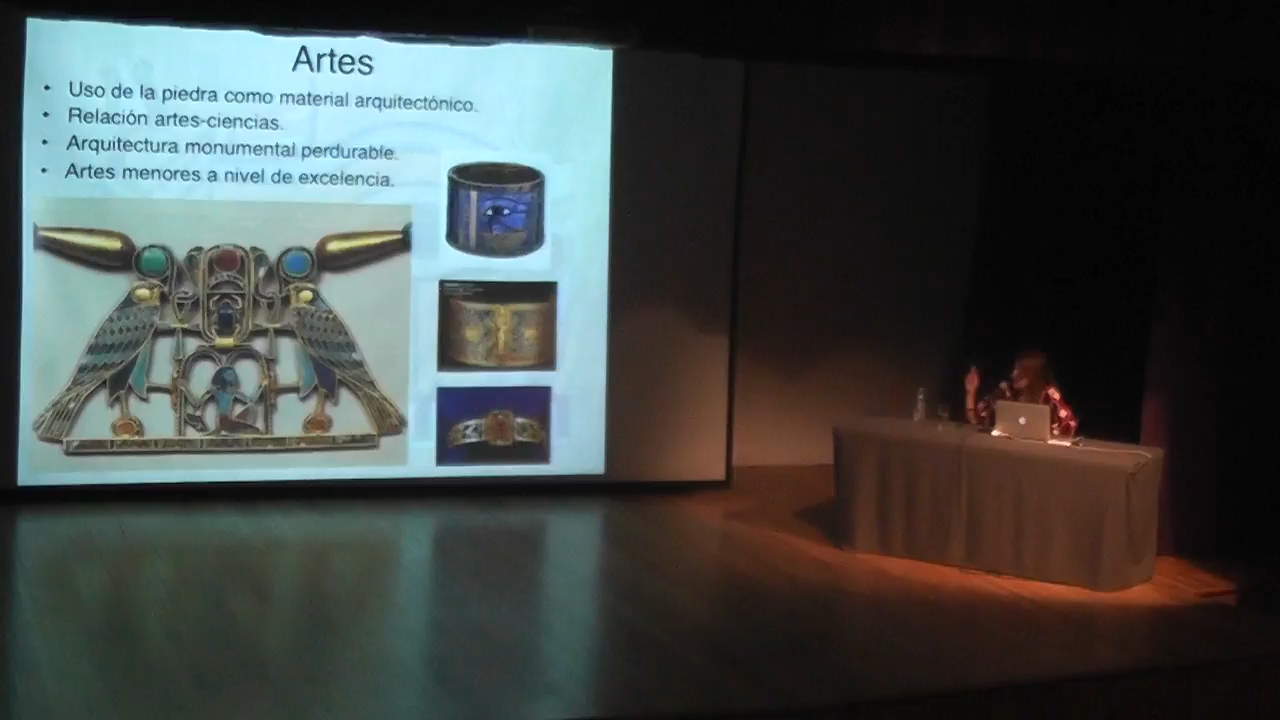 Artes
• Uso de la piedra como material arquitectónico.
• Relación artes-ciencias.
• Arquitectura monumental perdurable.
• Artes menores a nivel de excelencia.